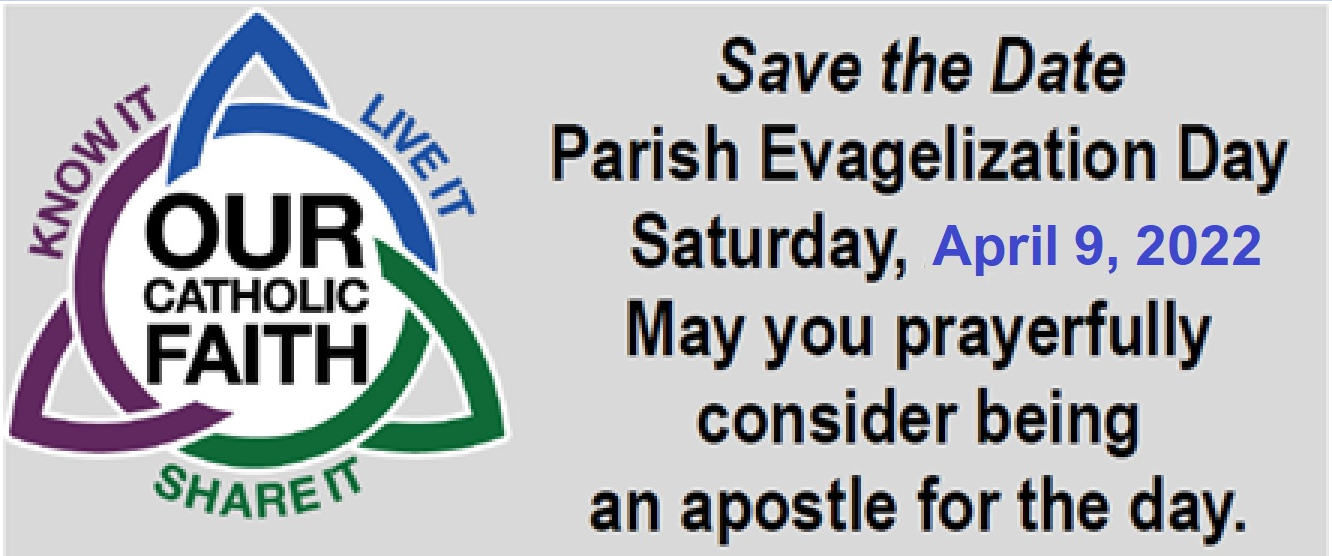 KNOW IT
LIVE IT
OUR
CATHOLIC
FAITH
SHARE IT
Save the Date
Parish Evagelization Day
Saturday, April 9, 2022
May you prayerfully
consider being
an apostle for the day.